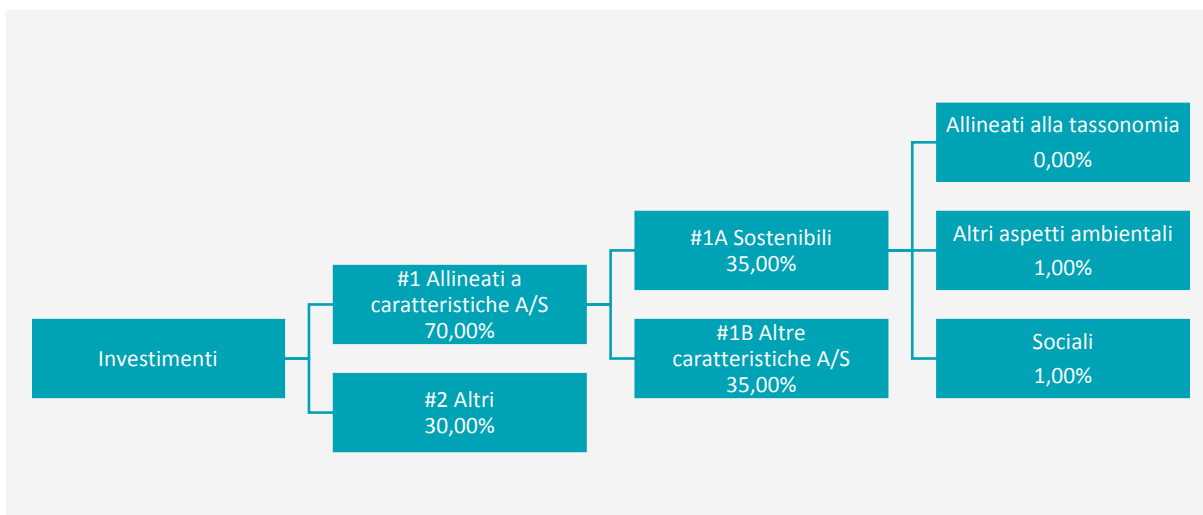 Investimenti
#1 Allineati a
caratteristiche A/S
70,00%
#2 Altri
30,00%
#1A Sostenibili
35,00%
#1B Altre
caratteristiche A/S
35,00%
Allineati alla tassonomia
0,00%
Altri aspetti ambientali
1,00%
Sociali
1,00%